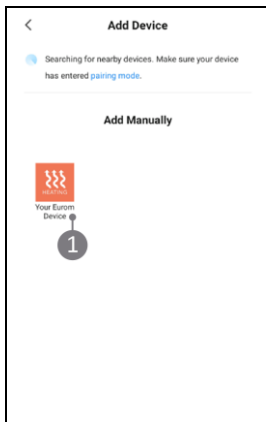 Add Device
Searching for nearby devices. Make sure your device
has entered pairing mode.
Add Manually
HEATING
Your Eurom
Device
1